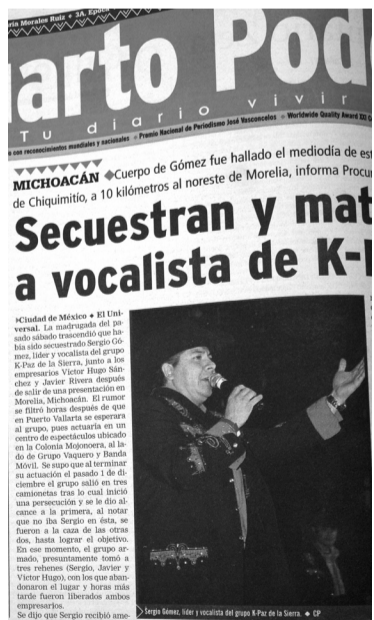 ria Morales Ruiz • 3A. Época
arto Pod
Tu diario vivir
con reconocimientos mundiales y nacionales • Premio Nacional de Periodismo José Vasconcelos • Worldwide Quality Award XXI
MICHOACÁN ◆Cuerpo de Gómez fue hallado el mediodía de es
de Chiquimitío, a 10 kilómetros al noreste de Morelia, informa Procu
Secuestran y mat
a vocalista de K-
»Ciudad de México ◆ El Uni-
versal. La madrugada del pa-
sado sábado trascendió que ha-
bía sido secuestrado Sergio Gó-
mez, líder y vocalista del grupo
K-Paz de la Sierra, junto a los
empresarios Víctor Hugo Sán-
chez y Javier Rivera después
de salir de una presentación en
Morelia, Michoacán. El rumor
se filtró horas después de que
en Puerto Vallarta se esperara
al grupo, pues actuaría en un
centro de espectáculos ubicado
en la Colonia Mojonoera, al la-
do de Grupo Vaquero y Banda
Móvil. Se supo que al terminar
su actuación el pasado 1 de di-
ciembre el grupo salió en tres
camionetas tras lo cual inició
una persecución y se le dio al-
cance a la primera, al notar
que no iba Sergio en ésta, se
fueron a la caza de las otras
dos, hasta lograr el objetivo.
En ese momento, el grupo ar-
mado, presuntamente tomó a
tres rehenes (Sergio, Javier y
Víctor Hugo), con los que aban-
donaron el lugar y horas más
tarde fueron liberados ambos
empresarios.
Se dijo que Sergio recibió ame-
Sergio Gómez, líder y vocalista del grupo K-Paz de la Sierra. ◆ CP